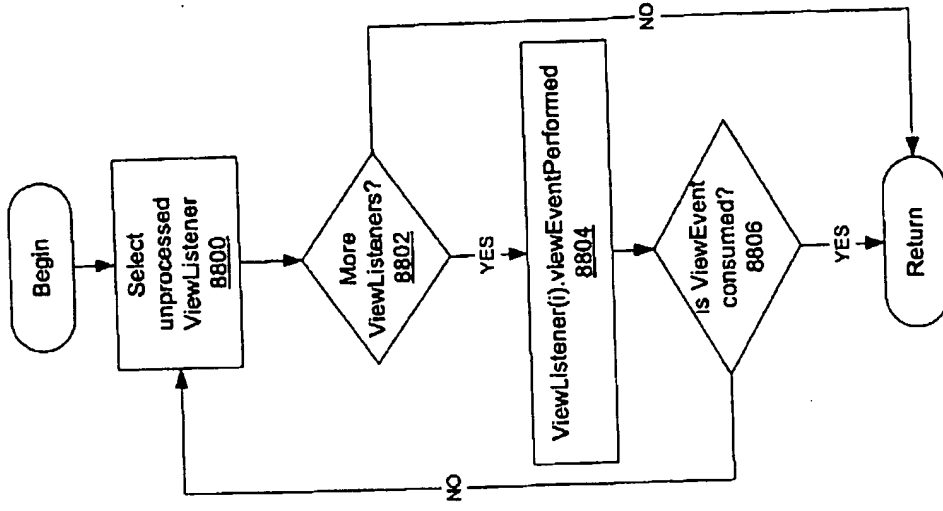 Begin
Select
unprocessed
ViewListener
8800
More
ViewListeners?
8802
NO
YES
ViewListener(i).viewEventPerformed
8804
is ViewEvent
consumed?
8806
NO
YES
Return